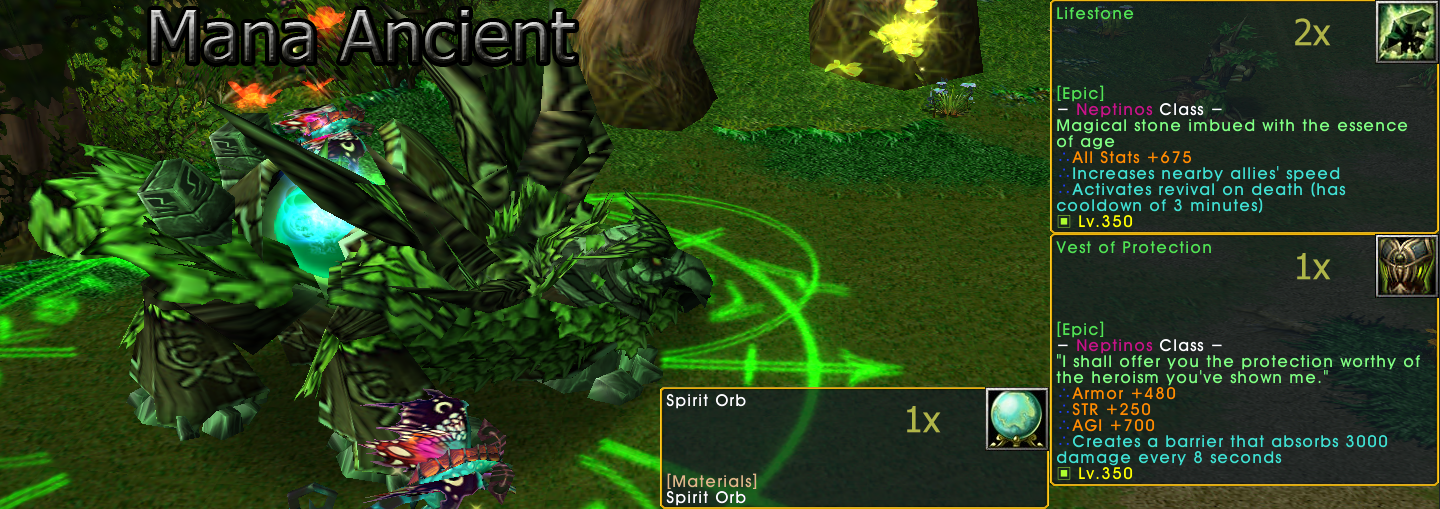 Mana Ancient
Lifestone
2x
[Epic]
– Neptinos Class –
Magical stone imbued with the essence
of age
All Stats +675
Increases nearby allies' speed
Activates revival on death (has
cooldown of 3 minutes)
Lv.350
Vest of Protection
1x
[Epic]
– Neptinos Class –
"I shall offer you the protection worthy of
the heroism you've shown me."
Armor +480
STR +250
AGI +700
Creates a barrier that absorbs 3000
damage every 8 seconds
Lv.350
Spirit Orb
1x
[Materials]
Spirit Orb